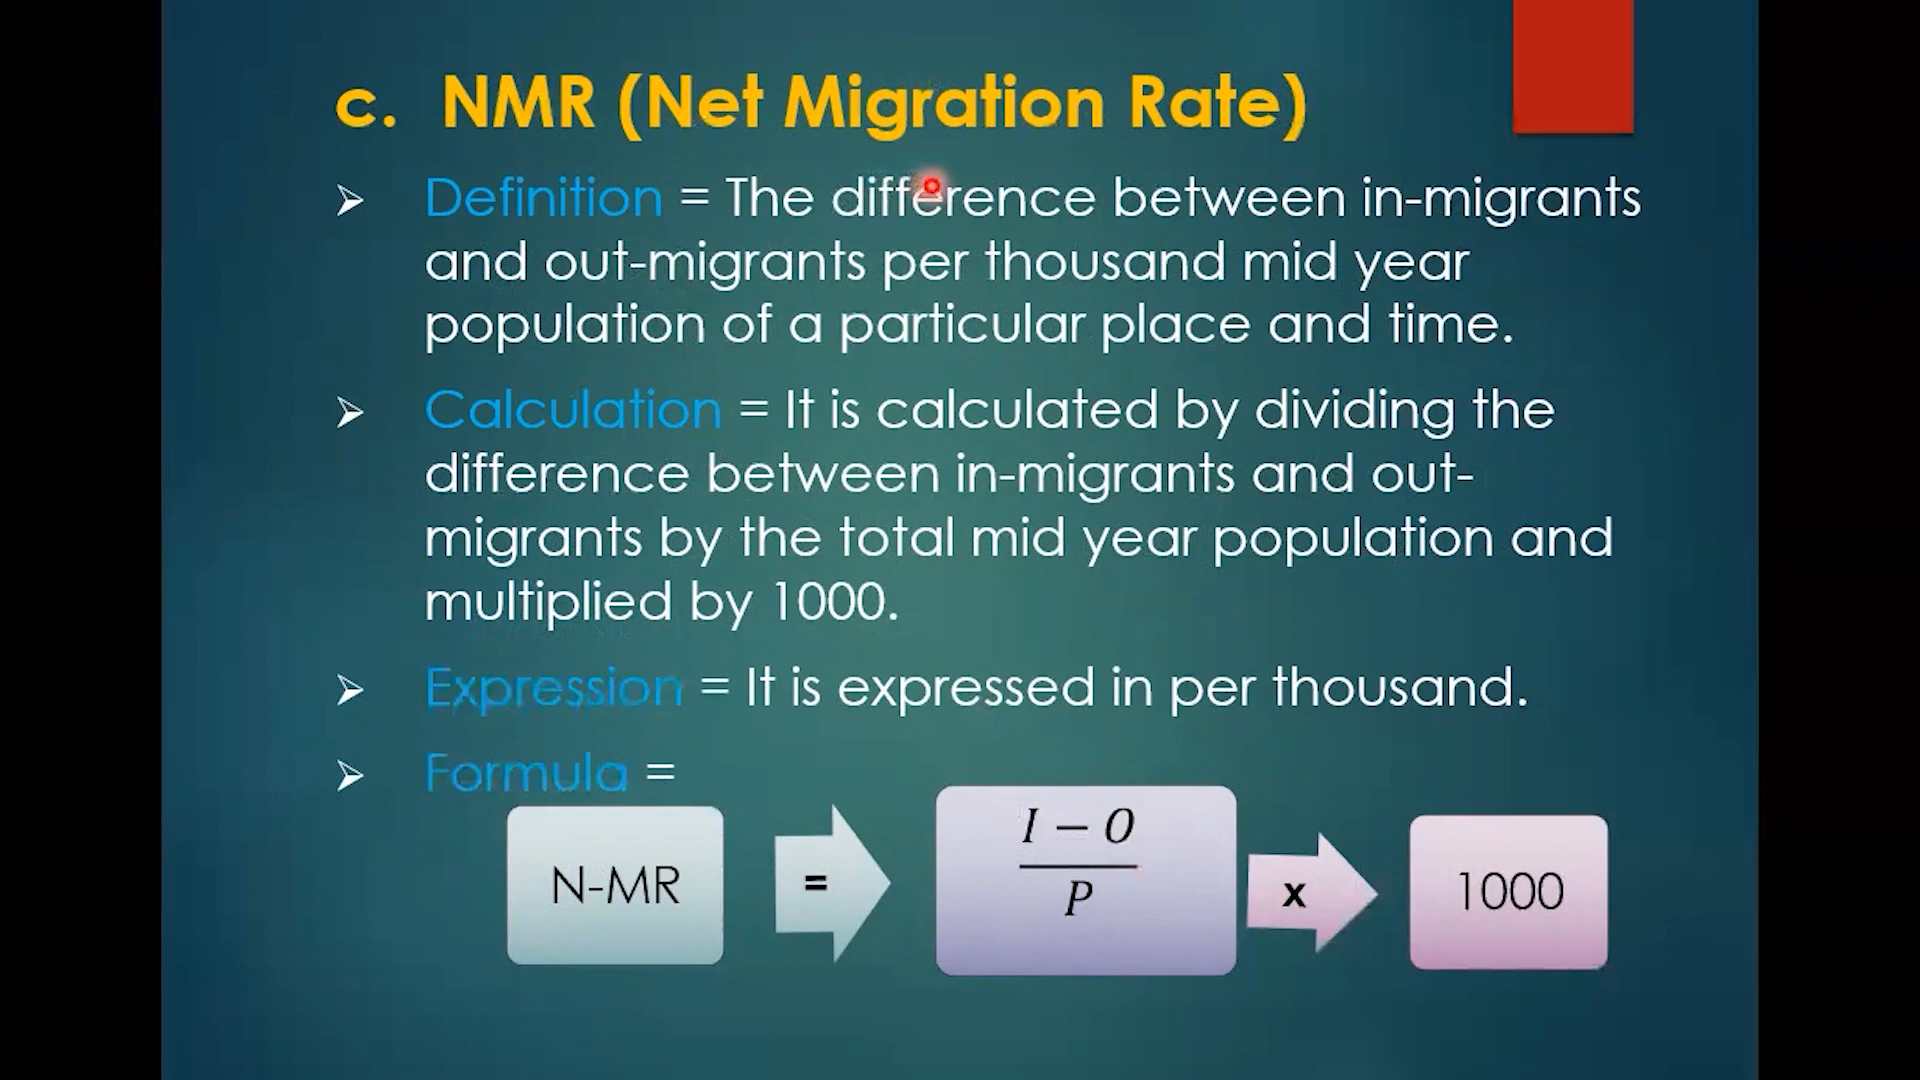 c. NMR (Net Migration Rate)
➢ Definition = The difference between in-migrants
and out-migrants per thousand mid year
population of a particular place and time.
➢ Calculation = It is calculated by dividing the
difference between in-migrants and out-
migrants by the total mid year population and
multiplied by 1000.
➢ Expression = It is expressed in per thousand.
➢ Formula =
N-MR = I − O / P x 1000